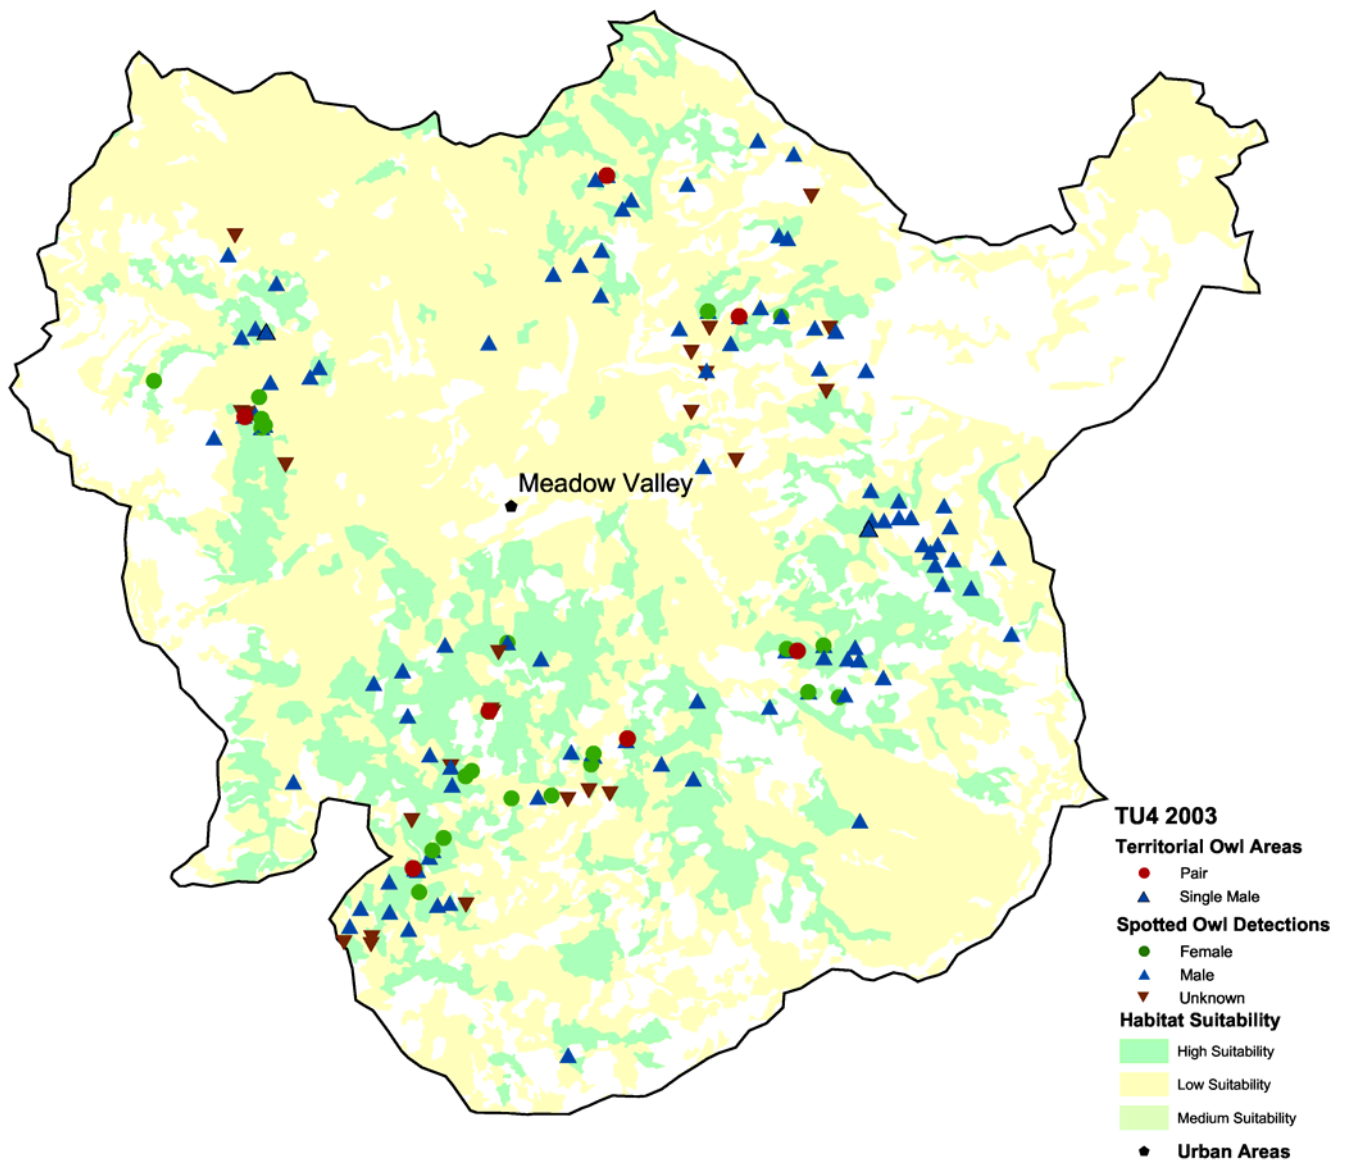 Meadow Valley
TU4 2003
Territorial Owl Areas
Pair
Single Male
Spotted Owl Detections
Female
Male
Unknown
Habitat Suitability
High Suitability
Low Suitability
Medium Suitability
Urban Areas